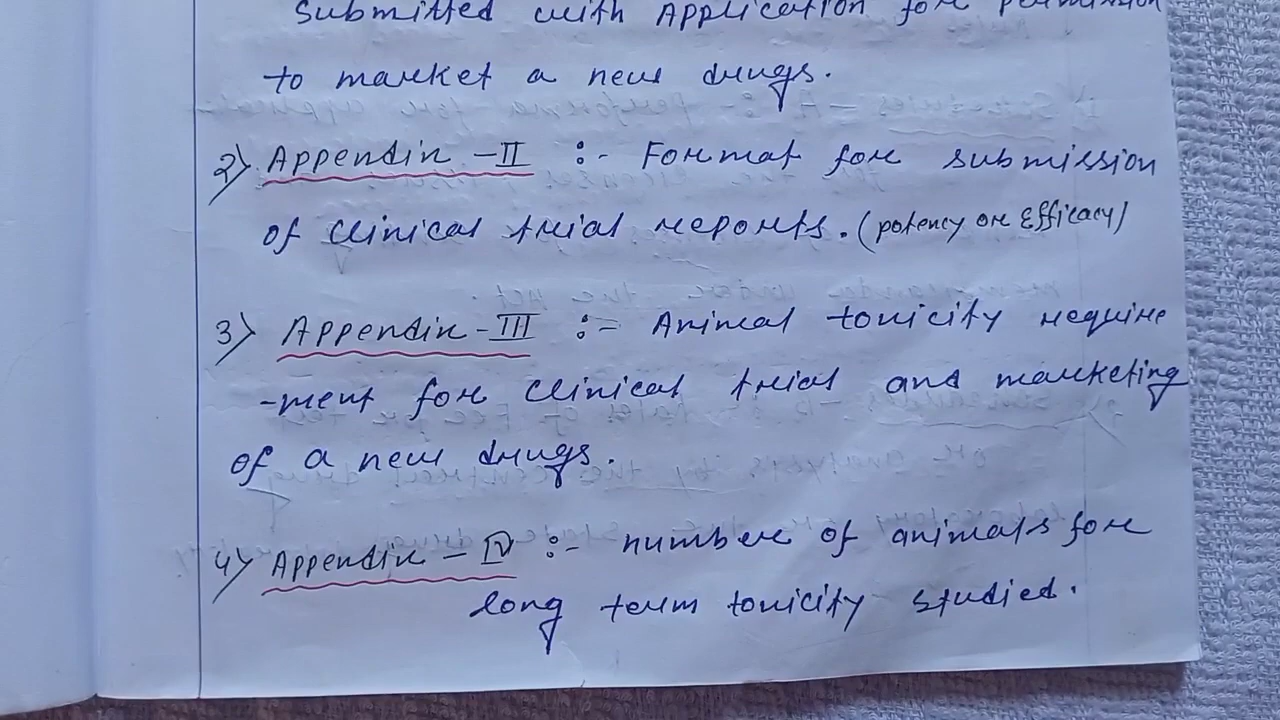 submitted with Application for permission
to market a new drugs.
2) Appendix -II :- Format for submission
of clinical trial reports. (potency or Efficacy)
3) Appendix -III :- Animal toxicity require
-ment for clinical trial and marketing
of a new drugs.
4) Appendix - IV :- number of animals for
long term toxicity studied.